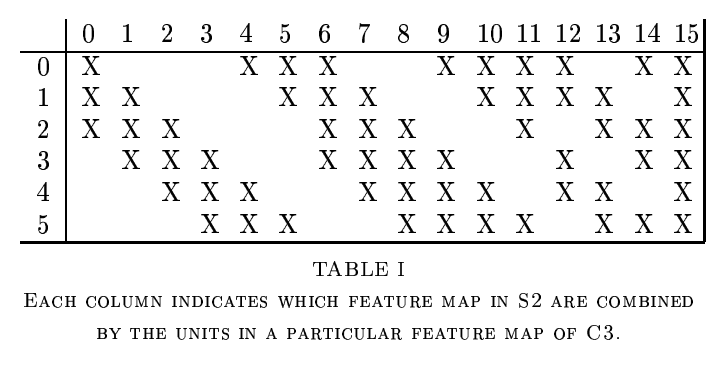 0 1 2 3 4 5 6 7 8 9 10 11 12 13 14 15
0 X X X X X X X X X X
1 X X X X X X X X X X
2 X X X X X X X X X X
3 X X X X X X X X X X
4 X X X X X X X X X X
5 X X X X X X X X X X
TABLE I
EACH COLUMN INDICATES WHICH FEATURE MAP IN S2 ARE COMBINED
BY THE UNITS IN A PARTICULAR FEATURE MAP OF C3.